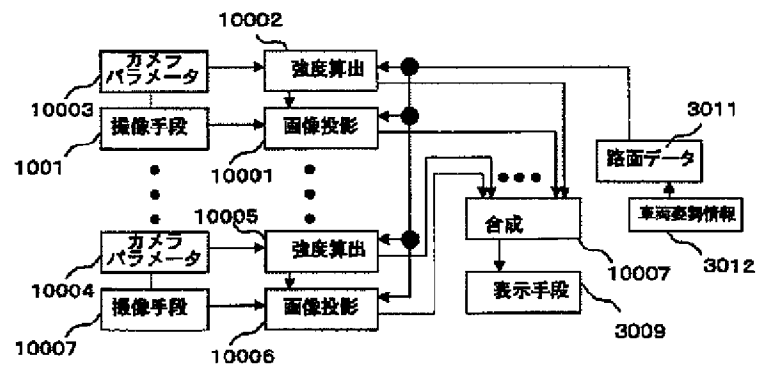 10002
カメラ
パラメータ
強度算出
10003
撮像手段
画像投影
3011
1001
10001
路面データ
10005
車両姿勢情報
カメラ
パラメータ
強度算出
合成
3012
10004
10007
撮像手段
画像投影
表示手段
10007
10006
3009